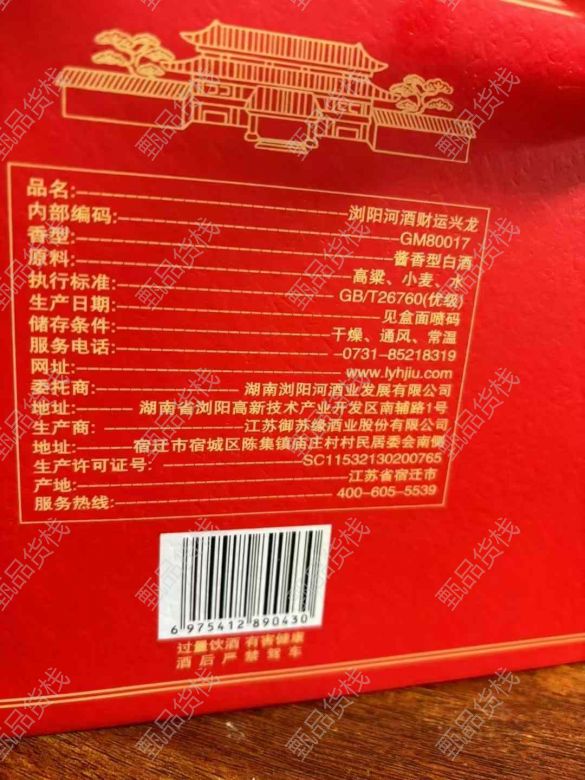 品名:浏阳河酒财运兴龙
内部编码:GM80017
香型:酱香型白酒
原料:高粱、小麦、水
执行标准:GB/T26760(优级)
生产日期:见盒面喷码
储存条件:干燥、通风、常温
服务电话:0731-85218319
网址:www.lyhjiu.com
委托商:湖南浏阳河酒业发展有限公司
地址:湖南省浏阳高新技术产业开发区南辅路1号
生产商:江苏御苏缘酒业股份有限公司
地址:宿迁市宿城区陈集镇庙庄村村民居委会南侧
生产许可证号:SC11532130200765
产地:江苏省宿迁市
服务热线:400-605-5539
6 975412 890430
过量饮酒 有害健康
酒后严禁驾车
甄品货栈